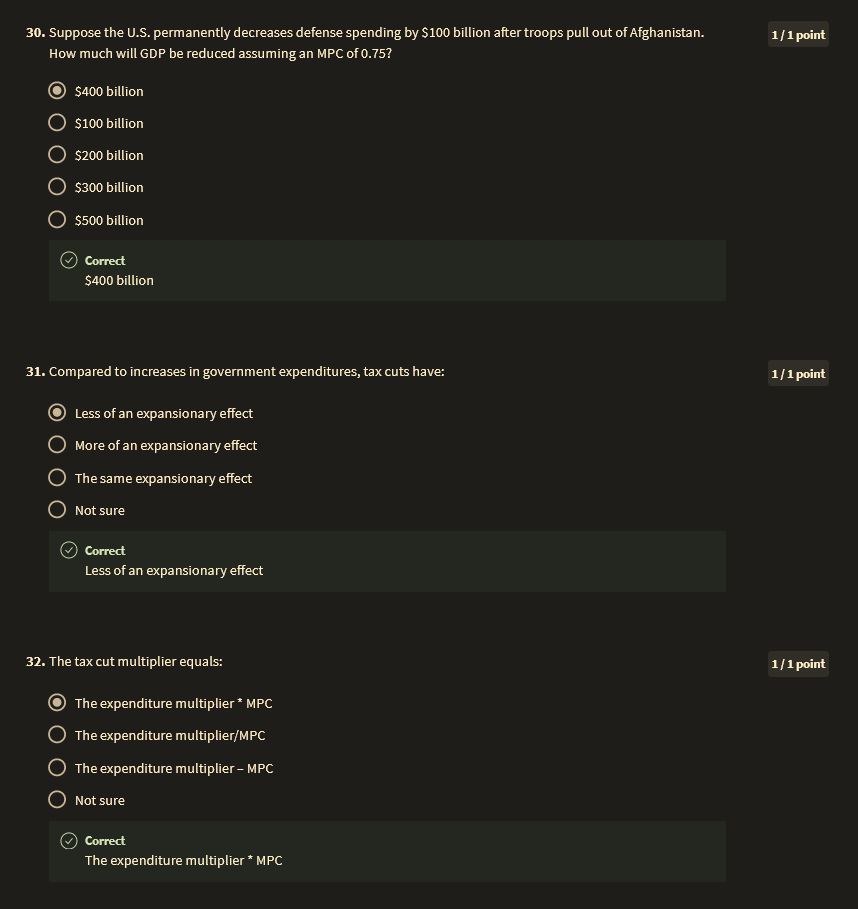 30. Suppose the U.S. permanently decreases defense spending by $100 billion after troops pull out of Afghanistan. 1 / 1 point
How much will GDP be reduced assuming an MPC of 0.75?
$400 billion
$100 billion
$200 billion
$300 billion
$500 billion
Correct
$400 billion
31. Compared to increases in government expenditures, tax cuts have: 1 / 1 point
Less of an expansionary effect
More of an expansionary effect
The same expansionary effect
Not sure
Correct
Less of an expansionary effect
32. The tax cut multiplier equals: 1 / 1 point
The expenditure multiplier * MPC
The expenditure multiplier/MPC
The expenditure multiplier – MPC
Not sure
Correct
The expenditure multiplier * MPC